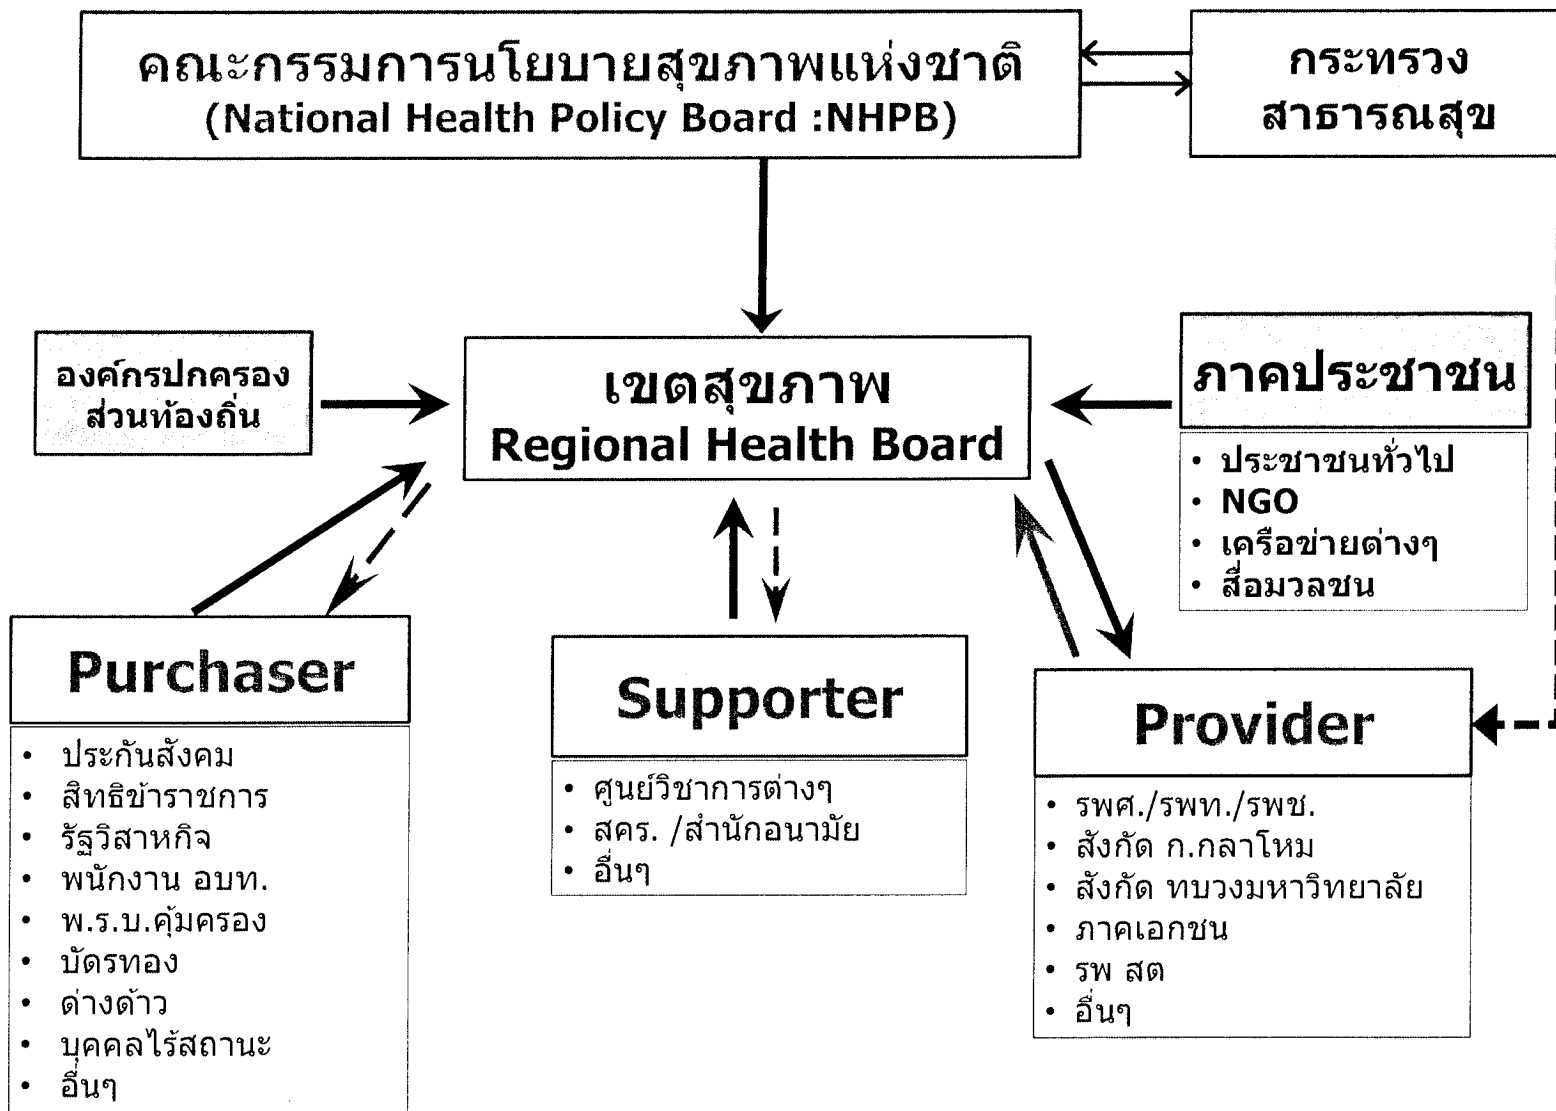 คณะกรรมการนโยบายสุขภาพแห่งชาติ
(National Health Policy Board :NHPB)
กระทรวง
สาธารณสุข
องค์กรปกครอง
ส่วนท้องถิ่น
เขตสุขภาพ
Regional Health Board
ภาคประชาชน
• ประชาชนทั่วไป
• NGO
• เครือข่ายต่างๆ
• สื่อมวลชน
Purchaser
• ประกันสังคม
• สิทธิข้าราชการ
• รัฐวิสาหกิจ
• พนักงาน อบท.
• พ.ร.บ.คุ้มครอง
• บัตรทอง
• ต่างด้าว
• บุคคลไร้สถานะ
• อื่นๆ
Supporter
• ศูนย์วิชาการต่างๆ
• สคร. /สำนักอนามัย
• อื่นๆ
Provider
• รพศ./รพท./รพช.
• สังกัด ก.กลาโหม
• สังกัด ทบวงมหาวิทยาลัย
• ภาคเอกชน
• รพ สต
• อื่นๆ